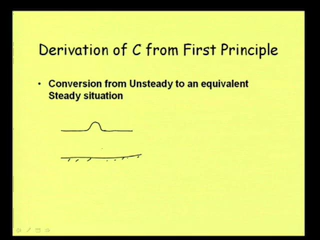 Derivation of C from First Principle
• Conversion from Unsteady to an equivalent
Steady situation